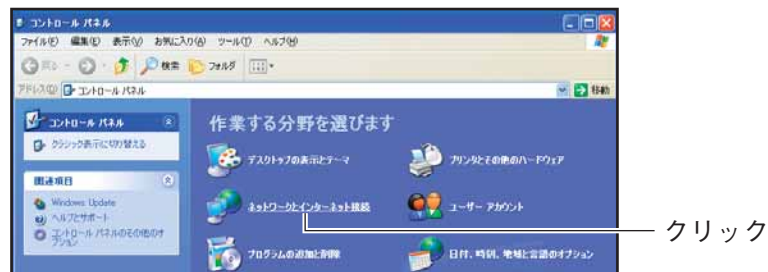 コントロール パネル
ファイル(F) 編集(E) 表示(V) お気に入り(A) ツール(T) ヘルプ(H)
戻る 検索 フォルダ
アドレス(D) コントロール パネル 移動
コントロール パネル
クラシック表示に切り替える
関連項目
Windows Update
ヘルプとサポート
コントロール パネルのその他のオプション
作業する分野を選びます
デスクトップの表示とテーマ
プリンタとその他のハードウェア
ネットワークとインターネット接続
ユーザー アカウント
プログラムの追加と削除
日付、時刻、地域と言語のオプション
クリック